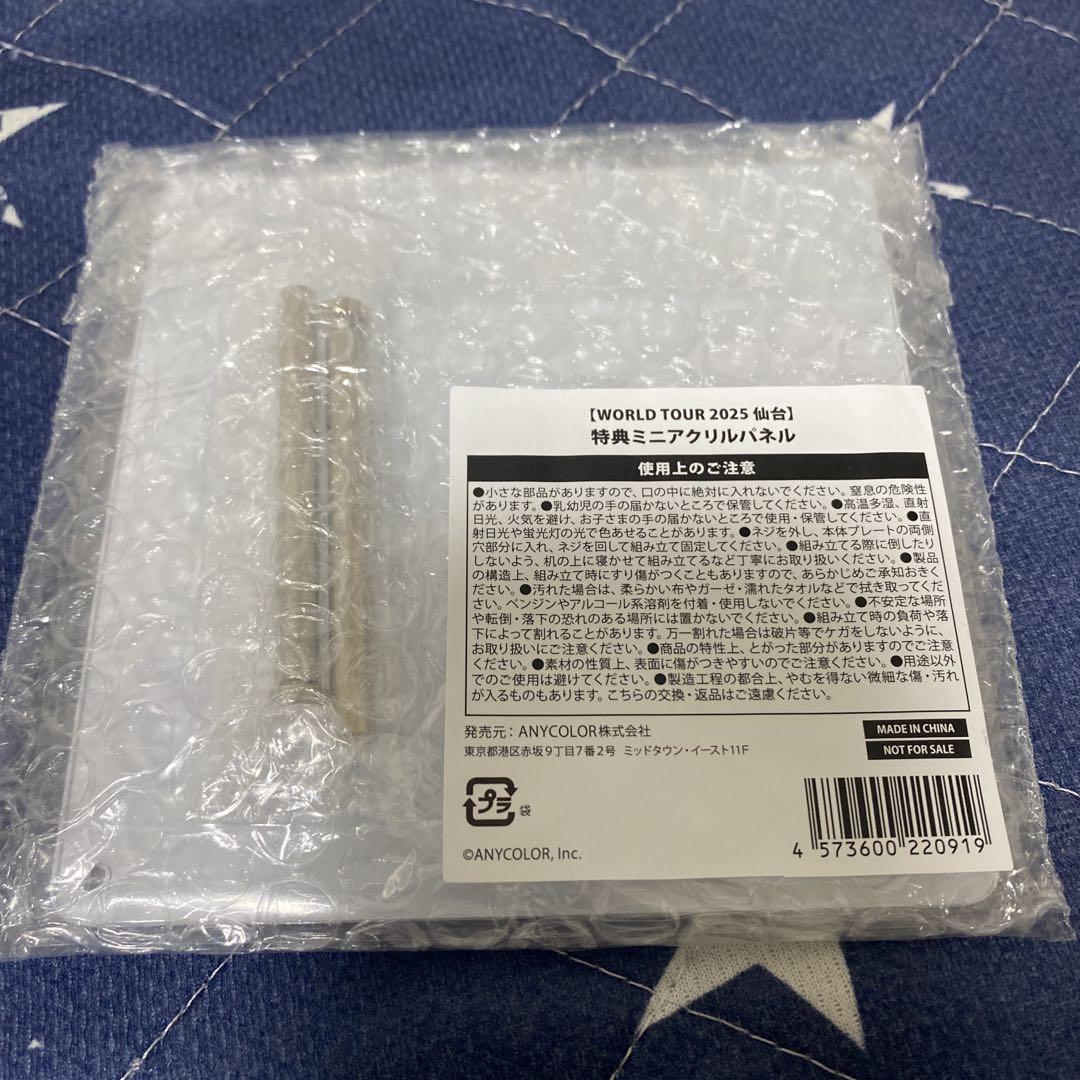 【WORLD TOUR 2025 仙台】
特典ミニアクリルパネル
使用上のご注意
●小さな部品がありますので、口の中に絶対に入れないでください。窒息の危険性
があります。●乳幼児の手の届かないところで保管してください。●高温多湿、直射
日光、火気を避け、お子さまの手の届かないところで使用・保管してください。●直
射日光や蛍光灯の光で色あせることがあります。●ネジを外し、本体プレートの両側
穴部分に入れ、ネジを回して組み立て固定してください。●組み立てる際に倒したり
しないよう、机の上に寝かせて組み立てるなど丁寧にお取り扱いください。●製品
の構造上、組み立て時にすり傷がつくこともありますので、あらかじめご承知おきく
ださい。●汚れた場合は、柔らかい布やガーゼ・濡れたタオルなどで拭き取ってくだ
さい。ベンジンやアルコール系溶剤を付着・使用しないでください。●不安定な場所
や転倒・落下の恐れのある場所には置かないでください。●組み立て時の負荷や落
下によって割れることがあります。万一割れた場合は破片等でケガをしないように、
お取り扱いにご注意ください。●商品の特性上、とがった部分がありますのでご注意
ください。●素材の性質上、表面に傷がつきやすいのでご注意ください。●用途以外
でのご使用は避けてください。●製造工程の都合上、やむを得ない微細な傷・汚れ
が入るものもあります。こちらの交換・返品はご遠慮ください。
発売元：ANYCOLOR株式会社
東京都港区赤坂9丁目7番2号 ミッドタウン・イースト11F
MADE IN CHINA
NOT FOR SALE
プラ 袋
©ANYCOLOR, Inc.
4 573600 220919